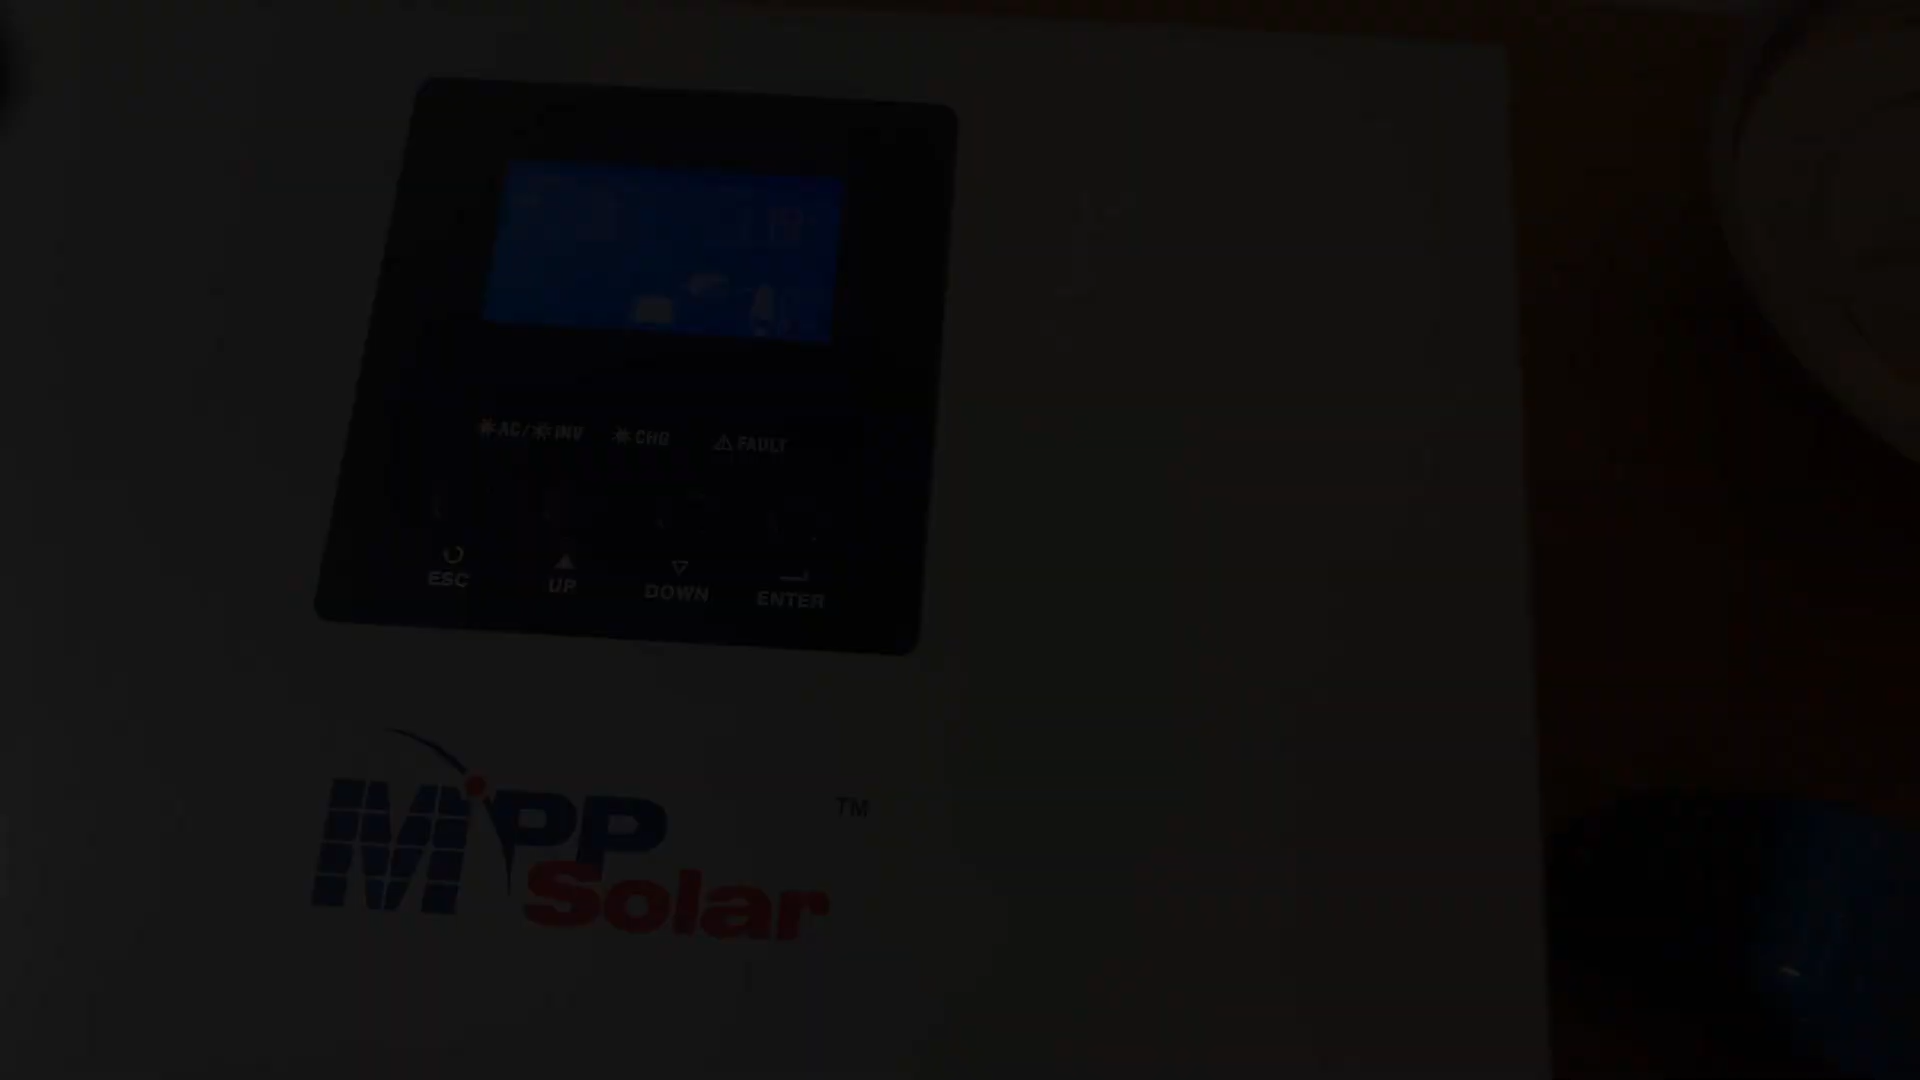 AC/ INV CHG FAULT
ESC UP DOWN ENTER
MPP
Solar
TM